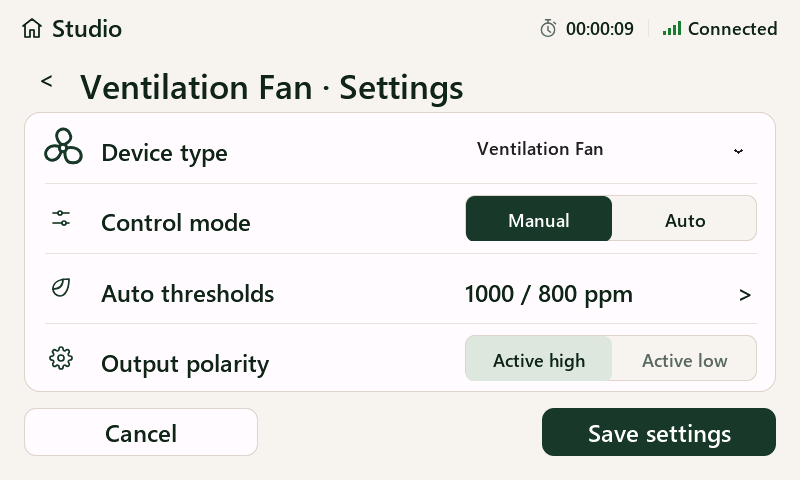 Studio 00:00:09 Connected
< Ventilation Fan · Settings
Device type Ventilation Fan
Control mode Manual Auto
Auto thresholds 1000 / 800 ppm >
Output polarity Active high Active low
Cancel Save settings